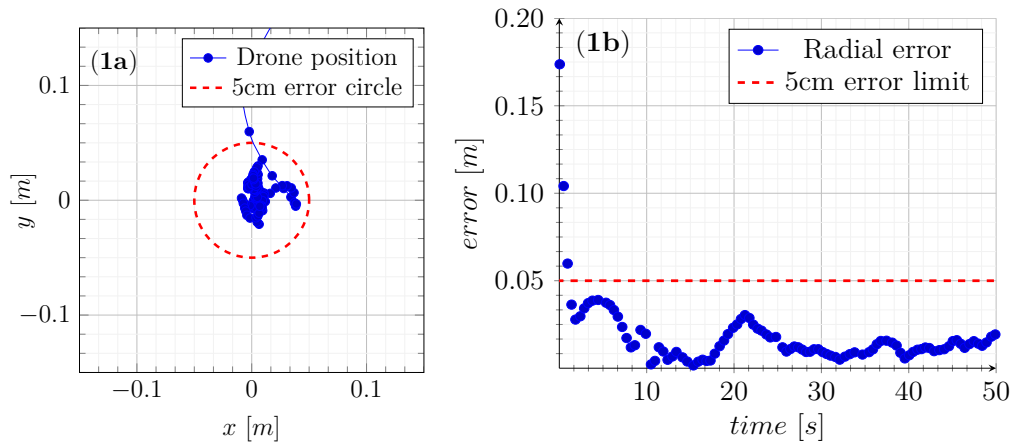 (1a)
Drone position
5cm error circle
0.1
0
−0.1
y [m]
−0.1 0 0.1
x [m]
(1b)
Radial error
5cm error limit
0.20
0.15
0.10
0.05
error [m]
10 20 30 40 50
time [s]